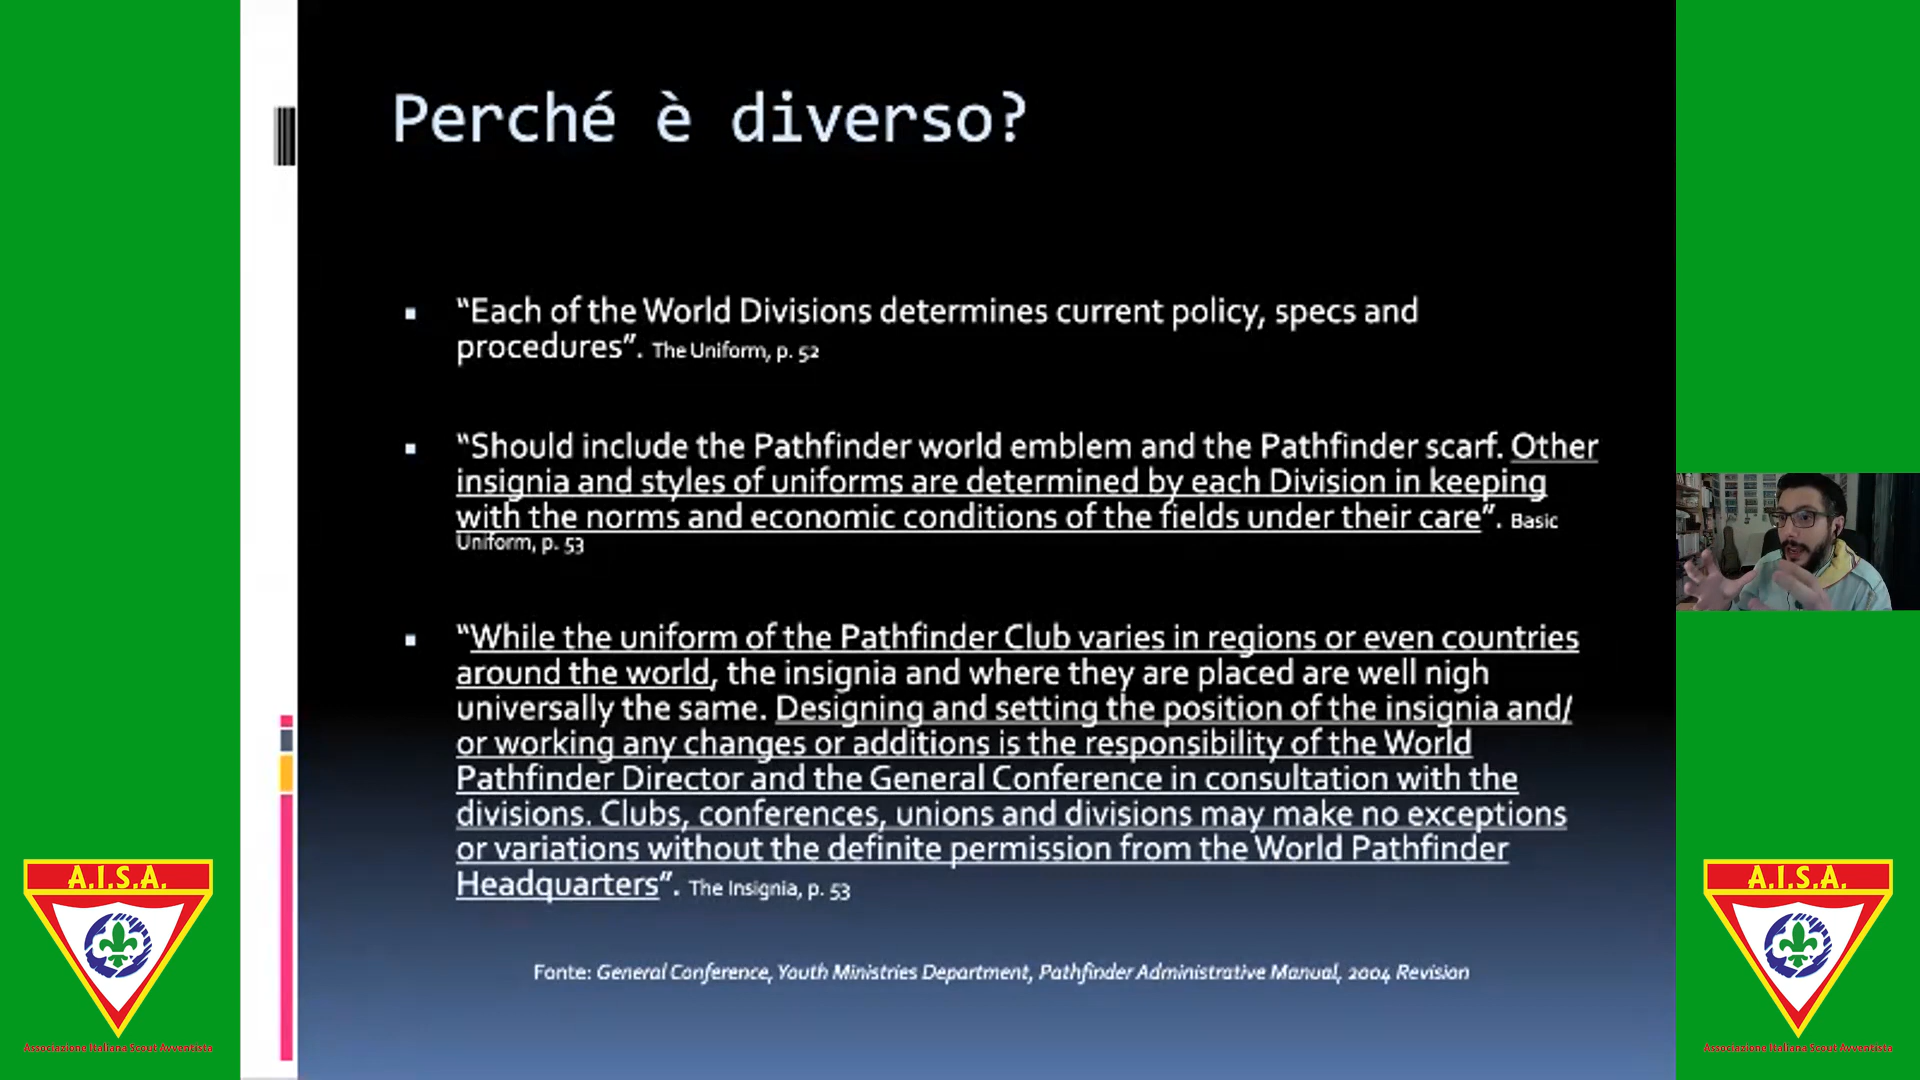 Perché è diverso?
“Each of the World Divisions determines current policy, specs and
procedures”. The Uniform, p. 52
“Should include the Pathfinder world emblem and the Pathfinder scarf. Other
insignia and styles of uniforms are determined by each Division in keeping
with the norms and economic conditions of the fields under their care”. Basic
Uniform, p. 53
“While the uniform of the Pathfinder Club varies in regions or even countries
around the world, the insignia and where they are placed are well nigh
universally the same. Designing and setting the position of the insignia and/
or working any changes or additions is the responsibility of the World
Pathfinder Director and the General Conference in consultation with the
divisions. Clubs, conferences, unions and divisions may make no exceptions
or variations without the definite permission from the World Pathfinder
Headquarters”. The Insignia, p. 53
Fonte: General Conference, Youth Ministries Department, Pathfinder Administrative Manual, 2004 Revision
A.I.S.A.
Associazione Italiana Scout Avventista
A.I.S.A.
Associazione Italiana Scout Avventista